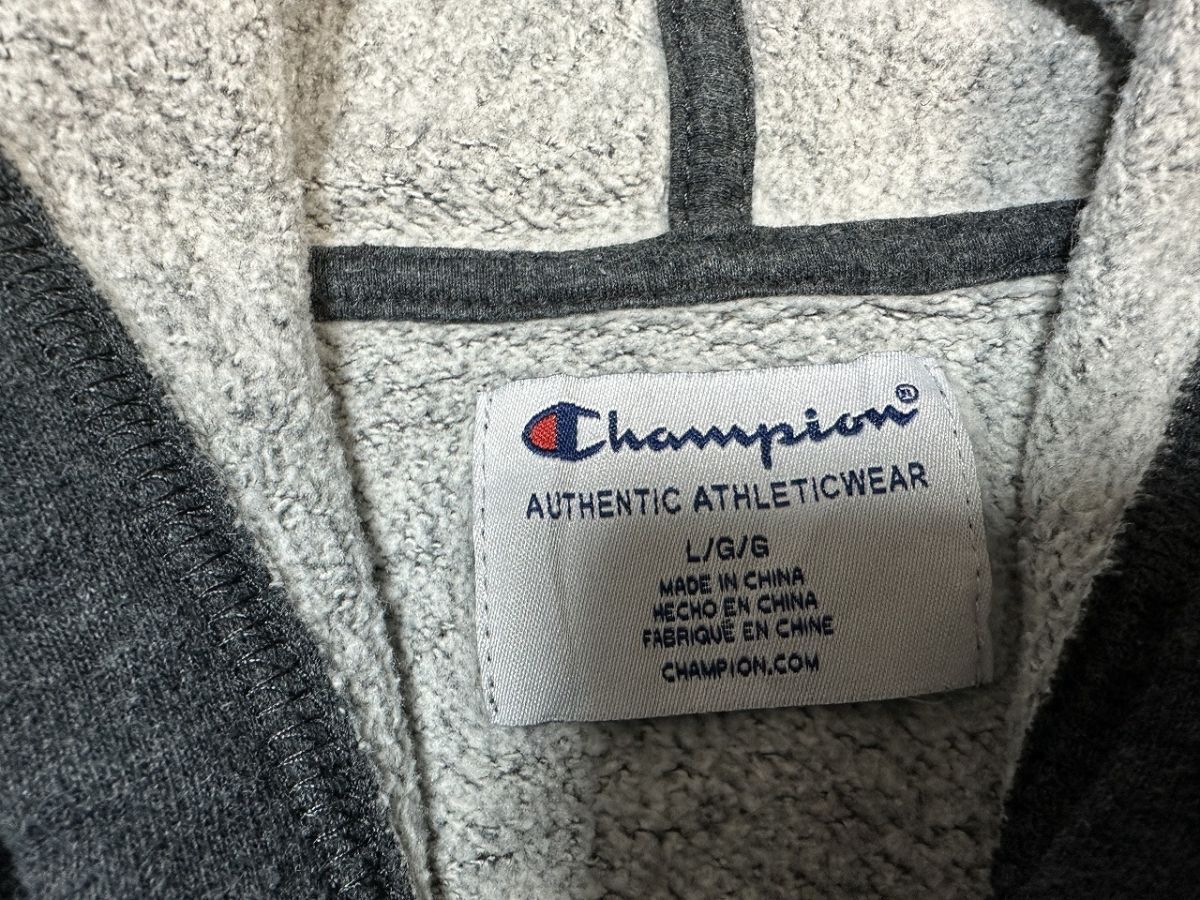 Champion®
AUTHENTIC ATHLETICWEAR
L/G/G
MADE IN CHINA
HECHO EN CHINA
FABRIQUÉ EN CHINE
CHAMPION.COM